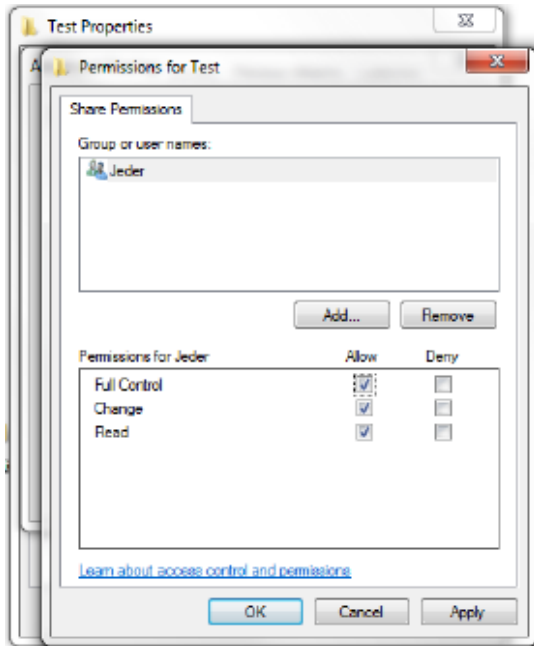 Test Properties
A
Permissions for Test
Share Permissions
Group or user names:
Jeder
Add...
Remove
Permissions for Jeder Allow Deny
Full Control
Change
Read
Learn about access control and permissions
OK
Cancel
Apply